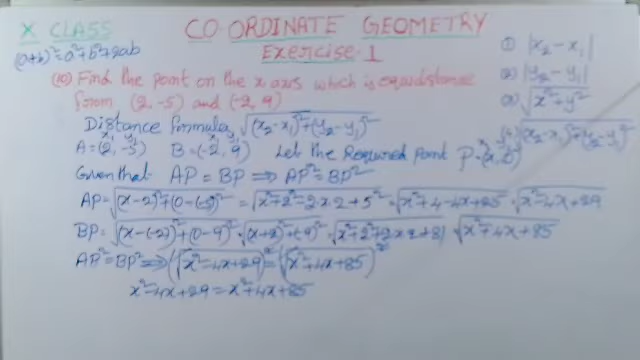 X CLASS
CO ORDINATE GEOMETRY
Exercise-1
(a+b)²=a²+b²+2ab
① |x₂-x₁|
② |y₂-y₁|
③ √x²+y²
(4) √(x₂-x₁)²+(y₂-y₁)²
(10) Find the point on the x axis which is equidistance
from (2,-5) and (-2,9)
Distance formula √(x₂-x₁)²+(y₂-y₁)²
A=(2,-5) B=(-2,9) Let the Required point P=(x,0)
Given that AP=BP ⟹ AP²=BP²
AP=√(x-2)²+(0-(-5))² = √x²+2²-2×2x+5² √x²+4-4x+25 √x²-4x+29
BP=√(x-(-2))²+(0-9)² √(x+2)²+(-9)² √x²+2²+2x×2+81 √x²+4x+85
AP²=BP² ⟹ (√x²-4x+29)²=(√x²+4x+85)²
x²-4x+29=x²+4x+85